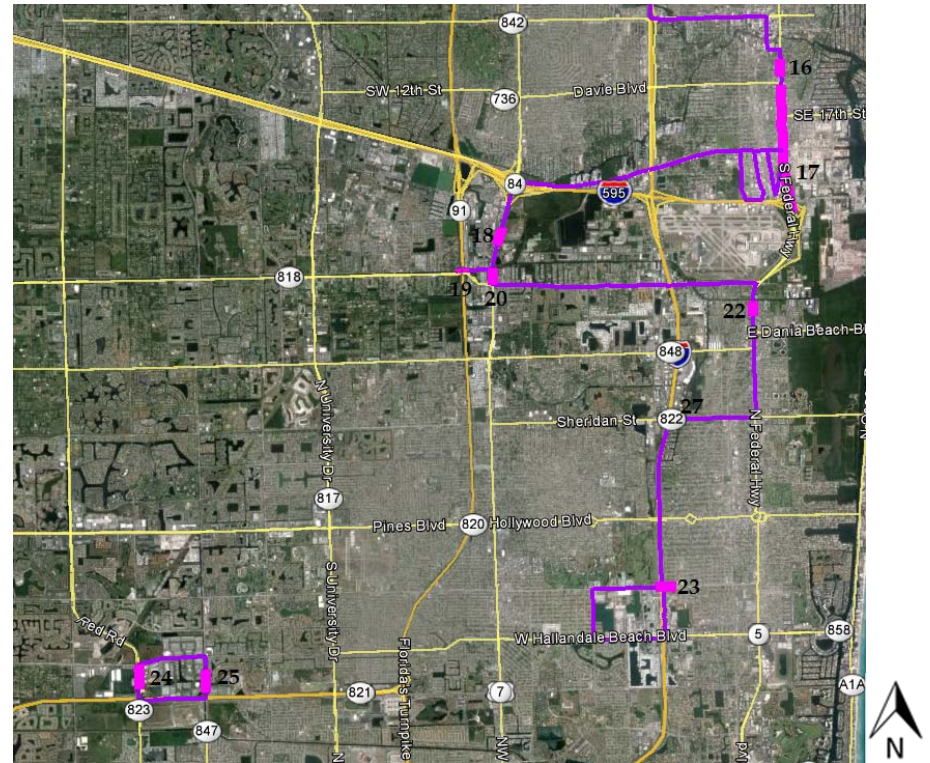 842
16
SW 12th St
736
Davie Blvd
SE 17th St
84
595
17
S Federal Hwy
91
18
818
19
20
22
E Dania Beach Bl
848
N University Dr
27
Sheridan St
822
N Federal Hwy
817
Pines Blvd
820
Hollywood Blvd
S University Dr
23
Red Rd
W Hallandale Beach Blvd
5
858
Florida's Turnpike
24
25
821
7
A1A
823
847
N
NW
N